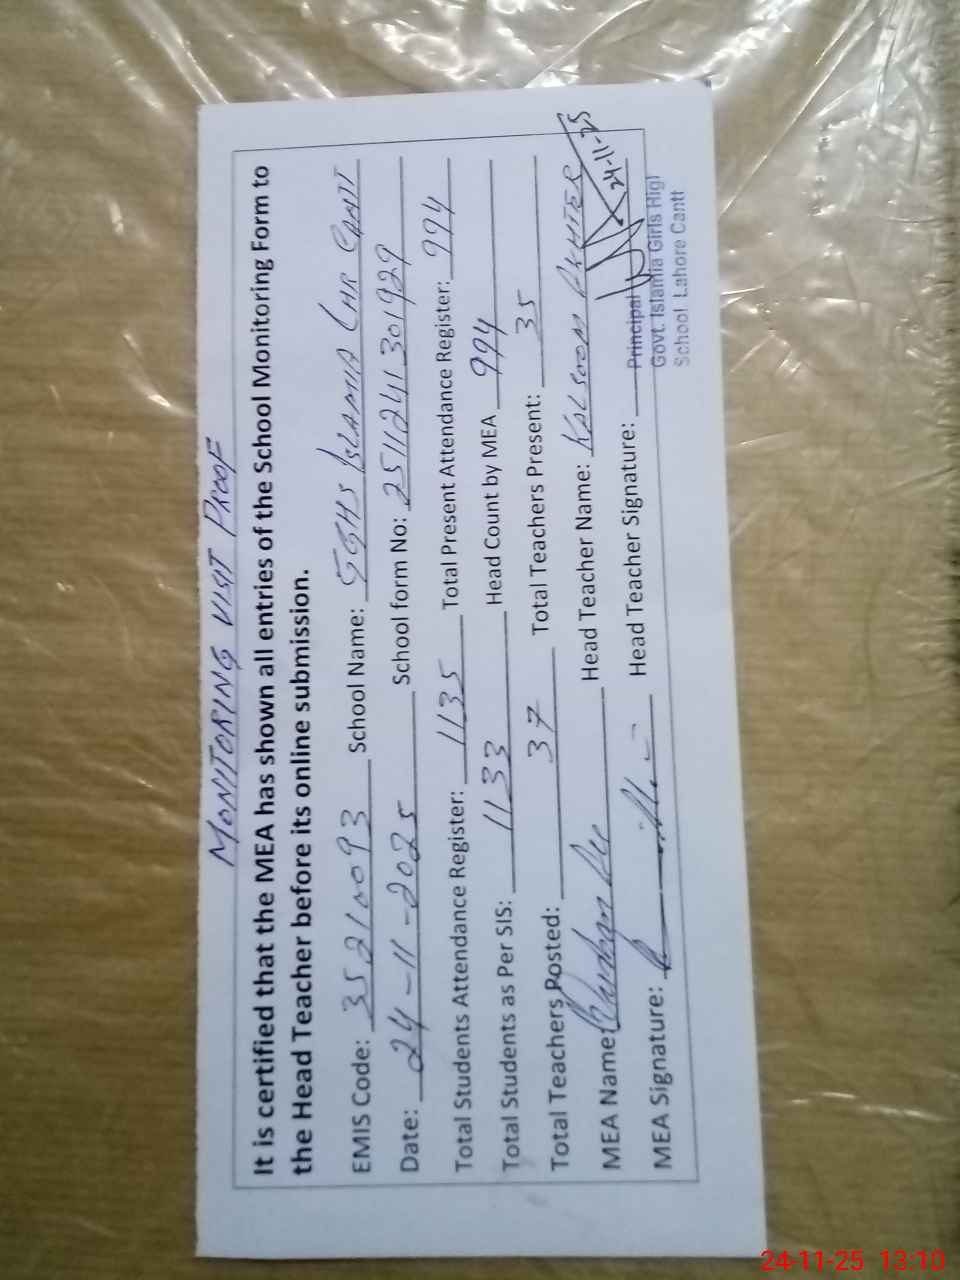 MONITORING VISIT PROOF
It is certified that the MEA has shown all entries of the School Monitoring Form to
the Head Teacher before its online submission.
EMIS Code: 35210093 School Name: GGHS ISLAMIA LHR CANTT
Date: 24-11-2025 School form No: 2511241301929
Total Students Attendance Register: 1135 Total Present Attendance Register: 994
Total Students as Per SIS: 1133 Head Count by MEA 994
Total Teachers Posted: 37 Total Teachers Present: 35
MEA Name: Head Teacher Name: KALSOOM AKHTER
MEA Signature: Head Teacher Signature: 24-11-25
Principal
Govt. Islamia Girls High
School Lahore Cantt
24-11-25 13:10